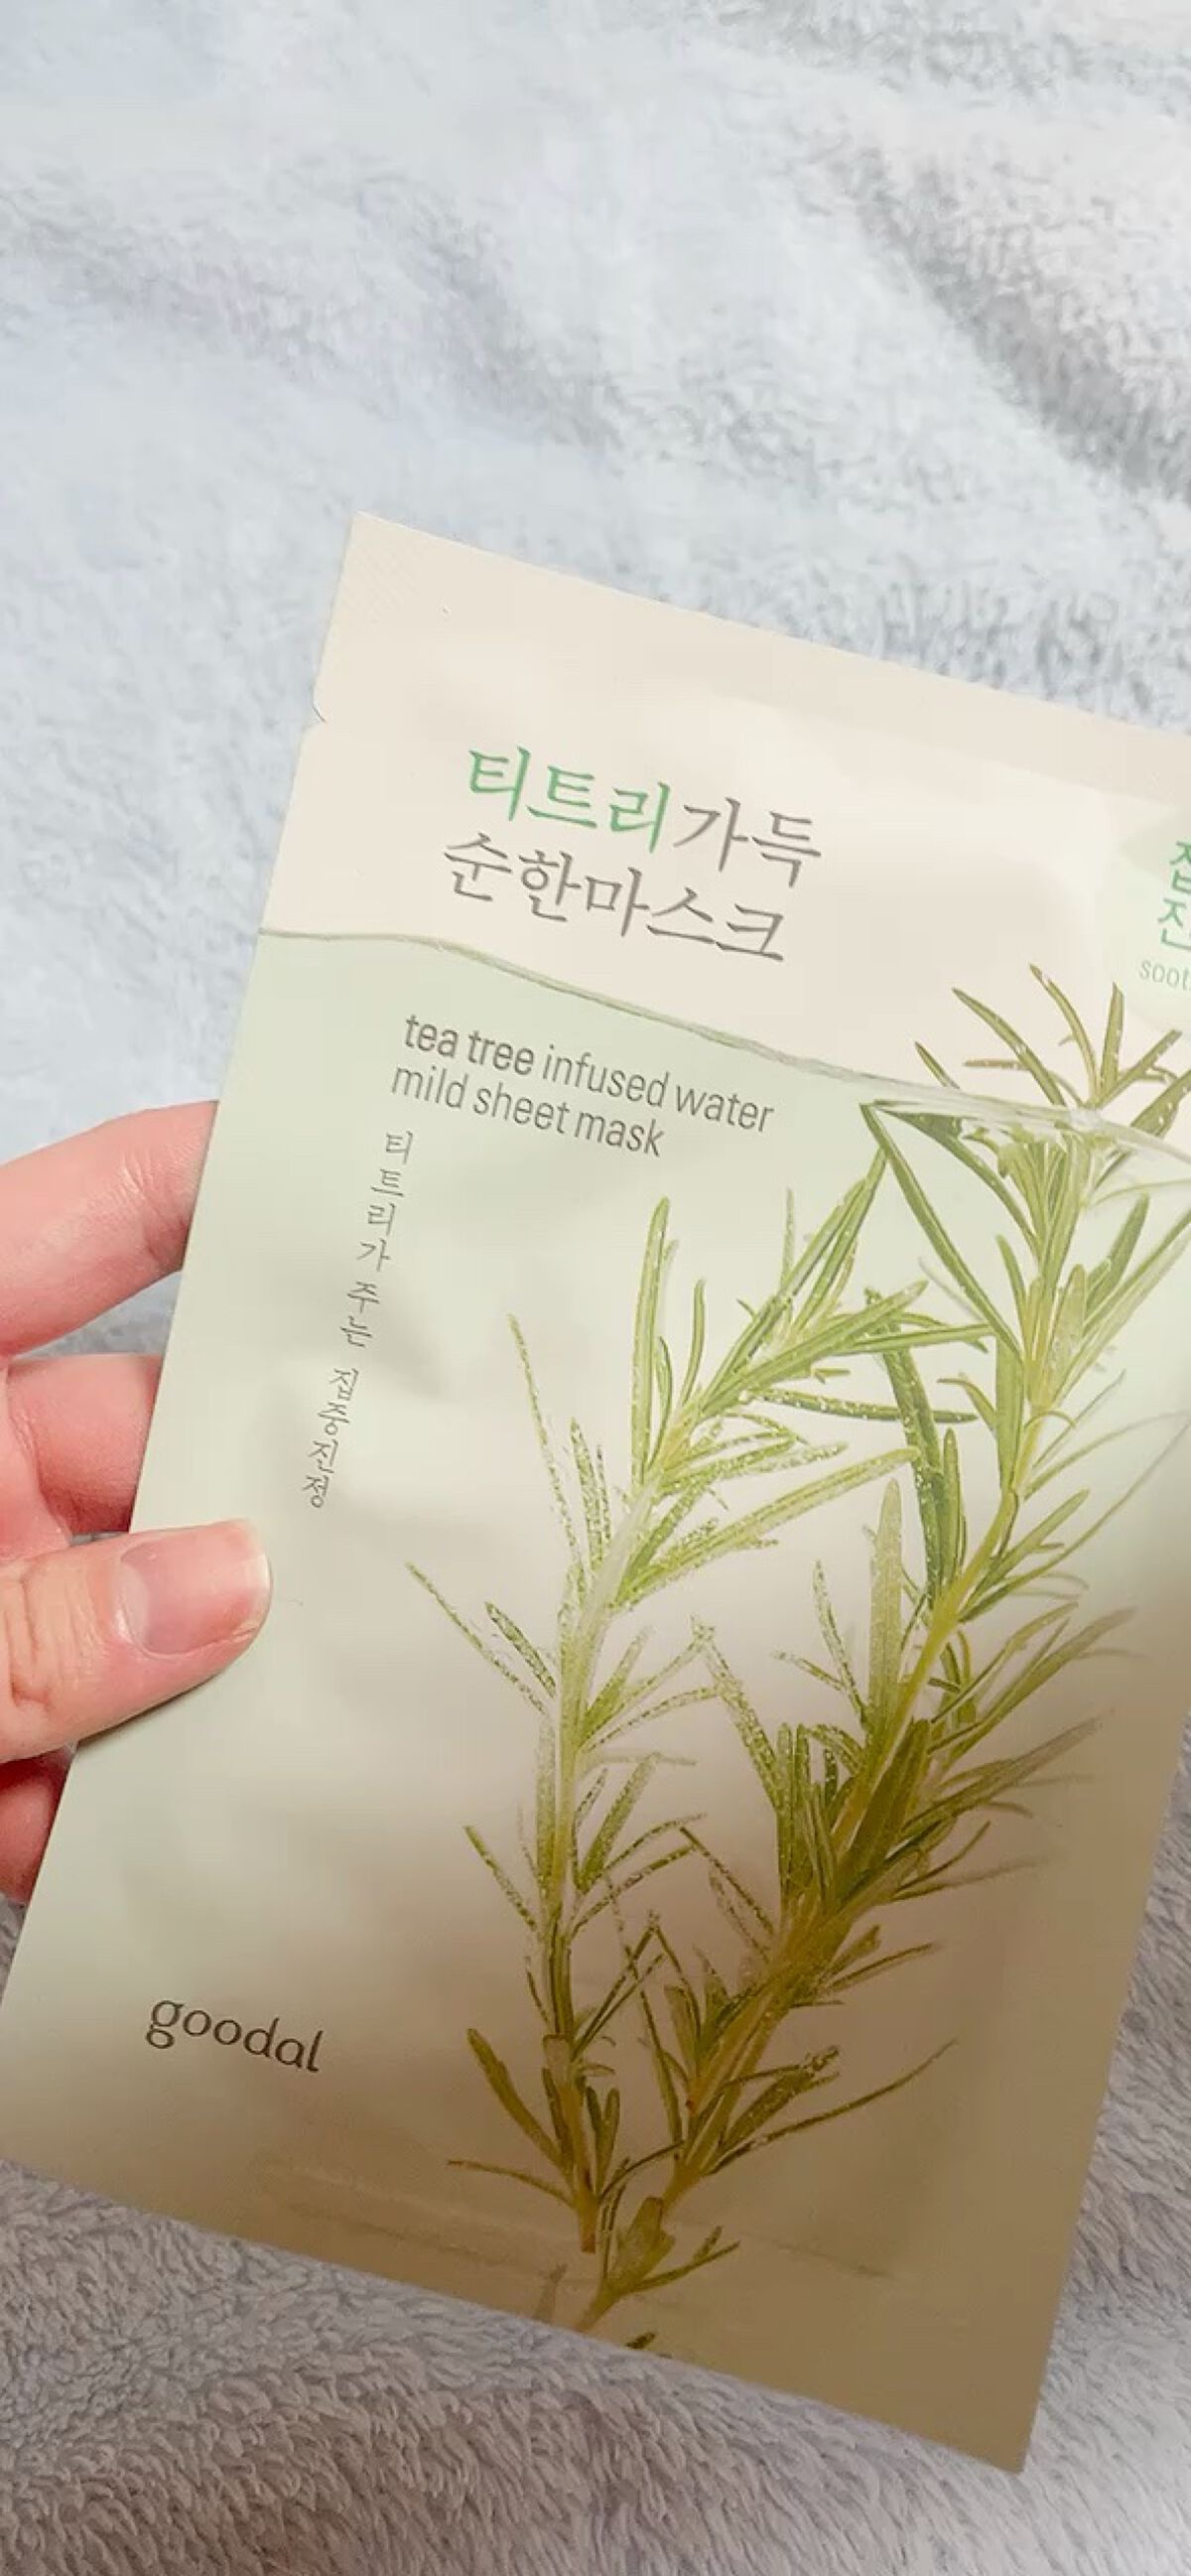 티트리가득
순한마스크
tea tree infused water
mild sheet mask
티트리가 주는 집중진정
goodal